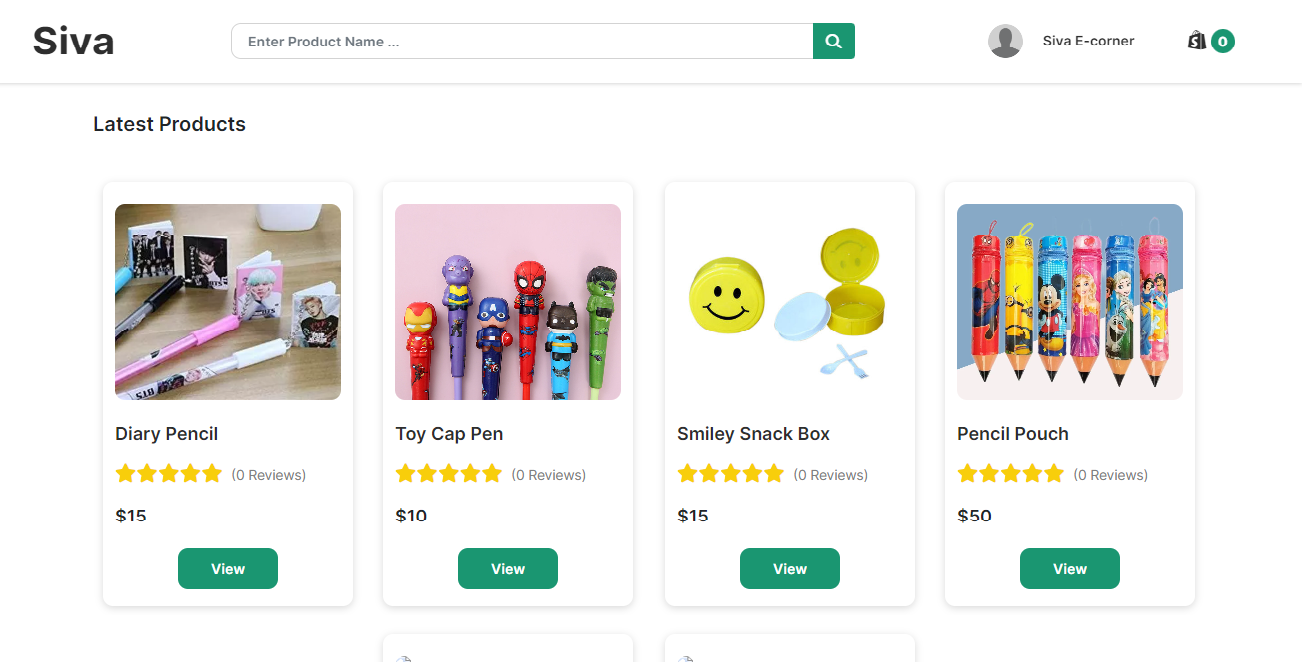 Siva
Enter Product Name ...
Siva E-corner
0
Latest Products
Diary Pencil
(0 Reviews)
$15
View
Toy Cap Pen
(0 Reviews)
$10
View
Smiley Snack Box
(0 Reviews)
$15
View
Pencil Pouch
(0 Reviews)
$50
View